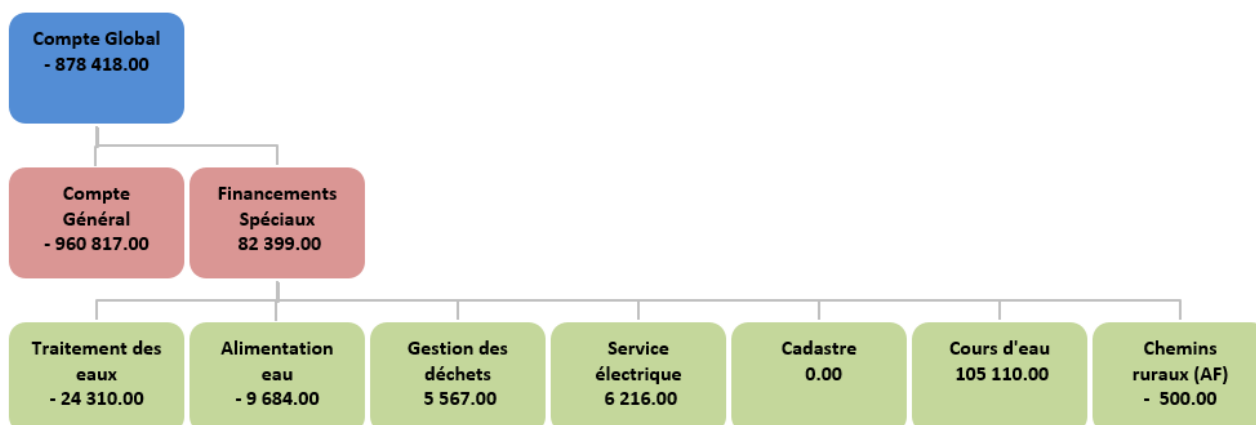 Compte Global
- 878 418.00
Compte
Général
- 960 817.00
Financements
Spéciaux
82 399.00
Traitement des
eaux
- 24 310.00
Alimentation
eau
- 9 684.00
Gestion des
déchets
5 567.00
Service
électrique
6 216.00
Cadastre
0.00
Cours d'eau
105 110.00
Chemins
ruraux (AF)
- 500.00